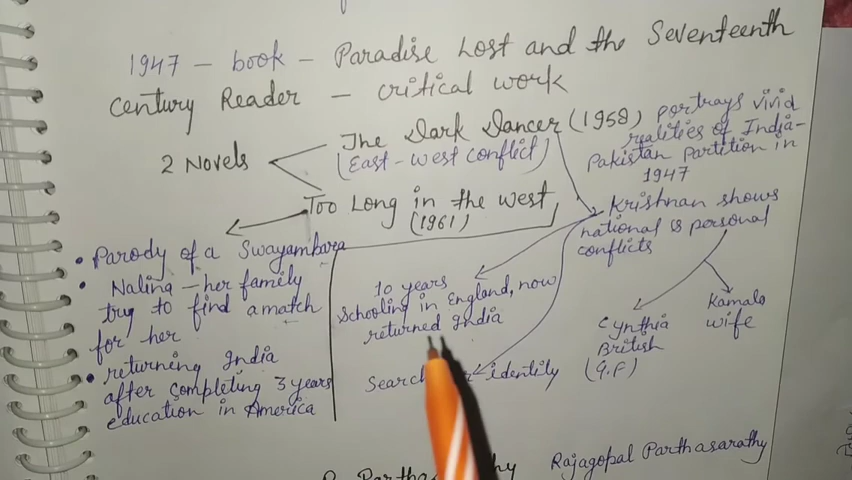 1947 - book - Paradise Lost and the Seventeenth
Century Reader - critical work
2 Novels
The Dark Dancer (1958)
(East-west conflict)
portrays vivid
realities of India-
Pakistan Partition in
1947
Too Long in the west
(1961)
Krishnan shows
national is personal
conflicts
• Parody of a Swayambara
• Nalina - her family
try to find a match
for her
• returning India
after completing 3 years
education in America
10 years
Schooling in England, now
returned India
Search identity
Cynthia
British
(G.F)
Kamala
wife
Rajagopal Parthasarathy